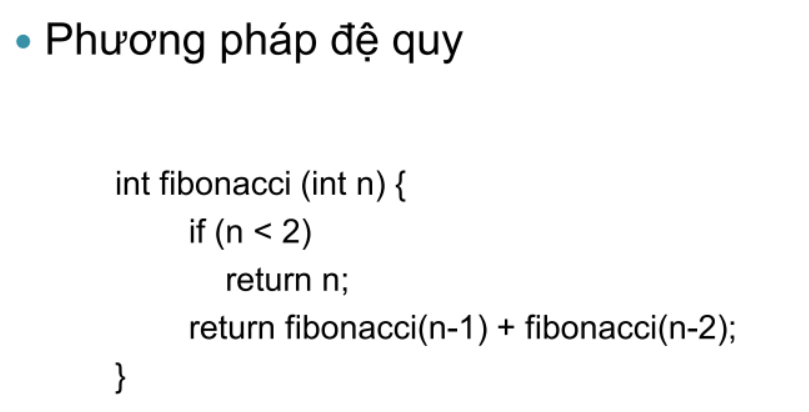 • Phương pháp đệ quy
int fibonacci (int n) {
if (n < 2)
return n;
return fibonacci(n-1) + fibonacci(n-2);
}